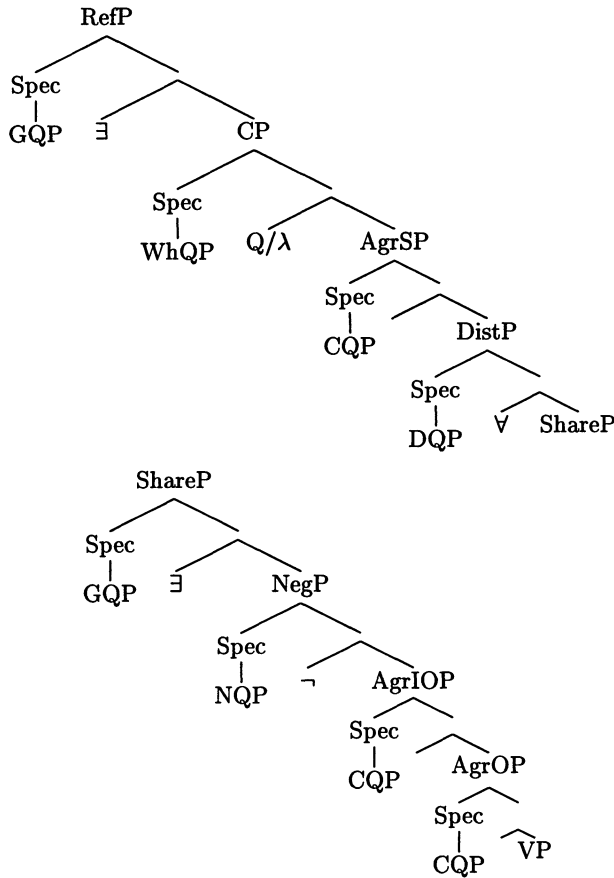 RefP
Spec
GQP ∃ CP
Spec
WhQP Q/λ AgrSP
Spec
CQP DistP
Spec
DQP ∀ ShareP
ShareP
Spec
GQP ∃ NegP
Spec
NQP ¬ AgrIOP
Spec
CQP AgrOP
Spec
CQP VP